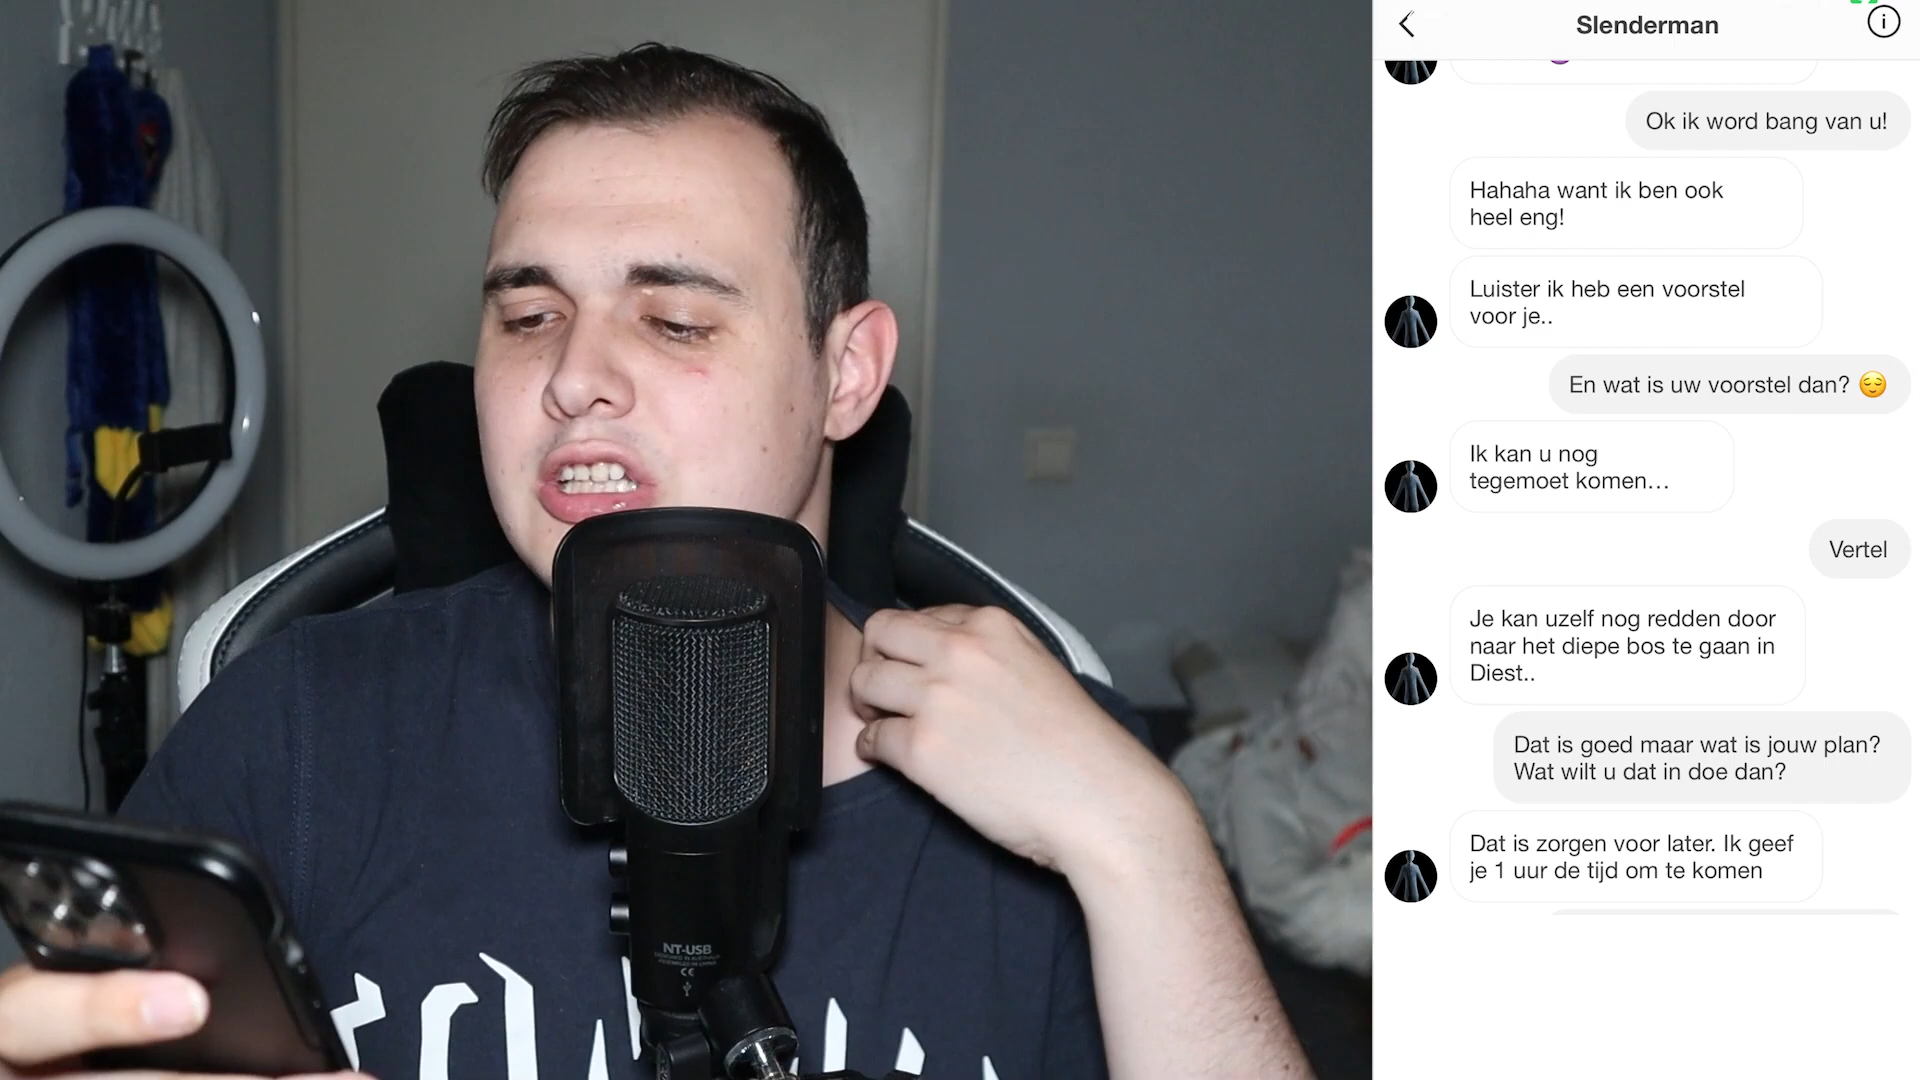 Slenderman
Ok ik word bang van u!
Hahaha want ik ben ook
heel eng!
Luister ik heb een voorstel
voor je..
En wat is uw voorstel dan? 😌
Ik kan u nog
tegemoet komen...
Vertel
Je kan uzelf nog redden door
naar het diepe bos te gaan in
Diest..
Dat is goed maar wat is jouw plan?
Wat wilt u dat in doe dan?
Dat is zorgen voor later. Ik geef
je 1 uur de tijd om te komen
NT-USB